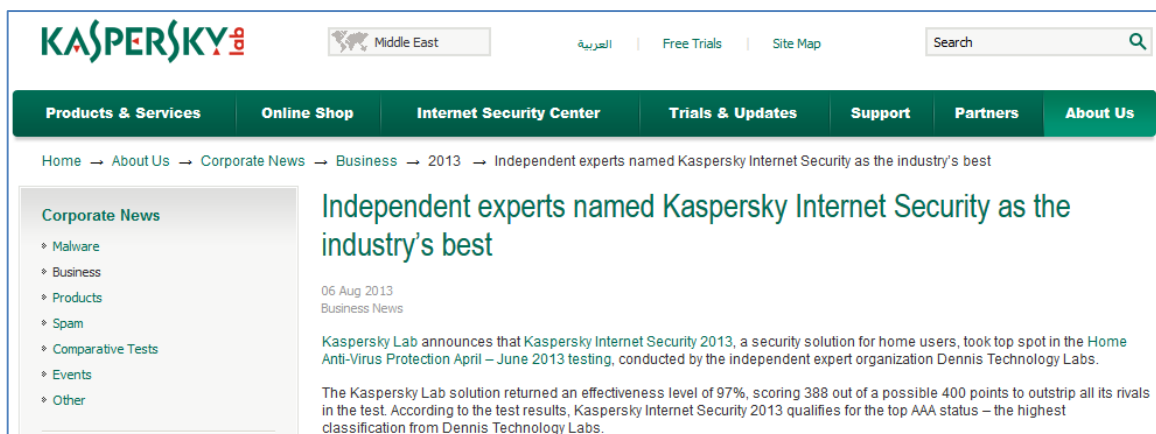 KASPERSKY lab
Middle East
العربية
Free Trials
Site Map
Search
Products & Services
Online Shop
Internet Security Center
Trials & Updates
Support
Partners
About Us
Home → About Us → Corporate News → Business → 2013 → Independent experts named Kaspersky Internet Security as the industry's best
Corporate News
Malware
Business
Products
Spam
Comparative Tests
Events
Other
Independent experts named Kaspersky Internet Security as the
industry's best
06 Aug 2013
Business News
Kaspersky Lab announces that Kaspersky Internet Security 2013, a security solution for home users, took top spot in the Home
Anti-Virus Protection April – June 2013 testing, conducted by the independent expert organization Dennis Technology Labs.
The Kaspersky Lab solution returned an effectiveness level of 97%, scoring 388 out of a possible 400 points to outstrip all its rivals
in the test. According to the test results, Kaspersky Internet Security 2013 qualifies for the top AAA status – the highest
classification from Dennis Technology Labs.